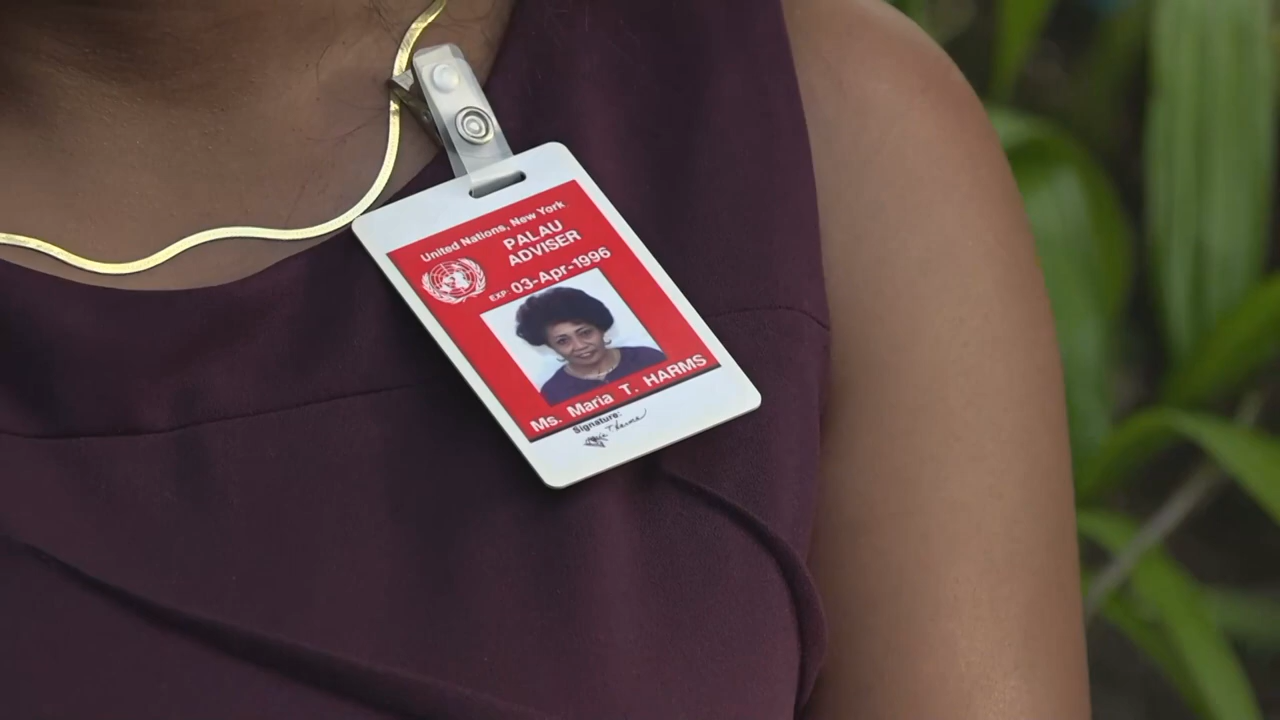 United Nations, New York
PALAU
ADVISER
EXP: 03-Apr-1996
Ms. Maria T. HARMS
Signature: